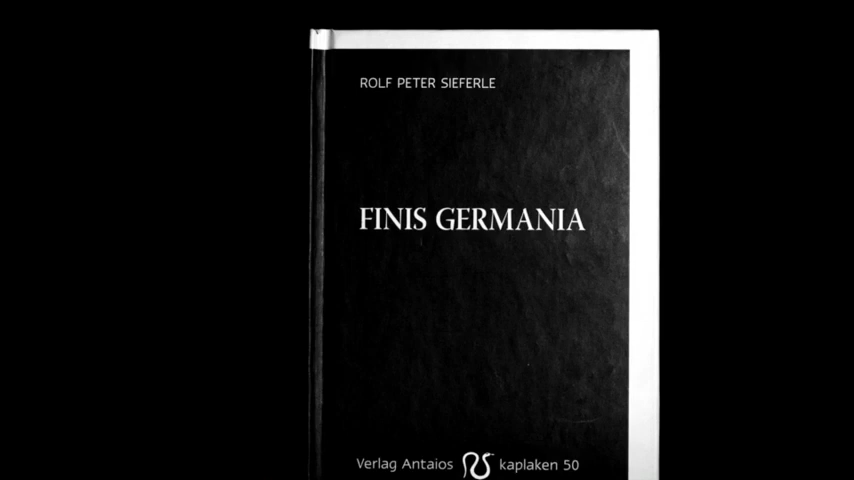 ROLF PETER SIEFERLE
FINIS GERMANIA
Verlag Antaios kaplaken 50